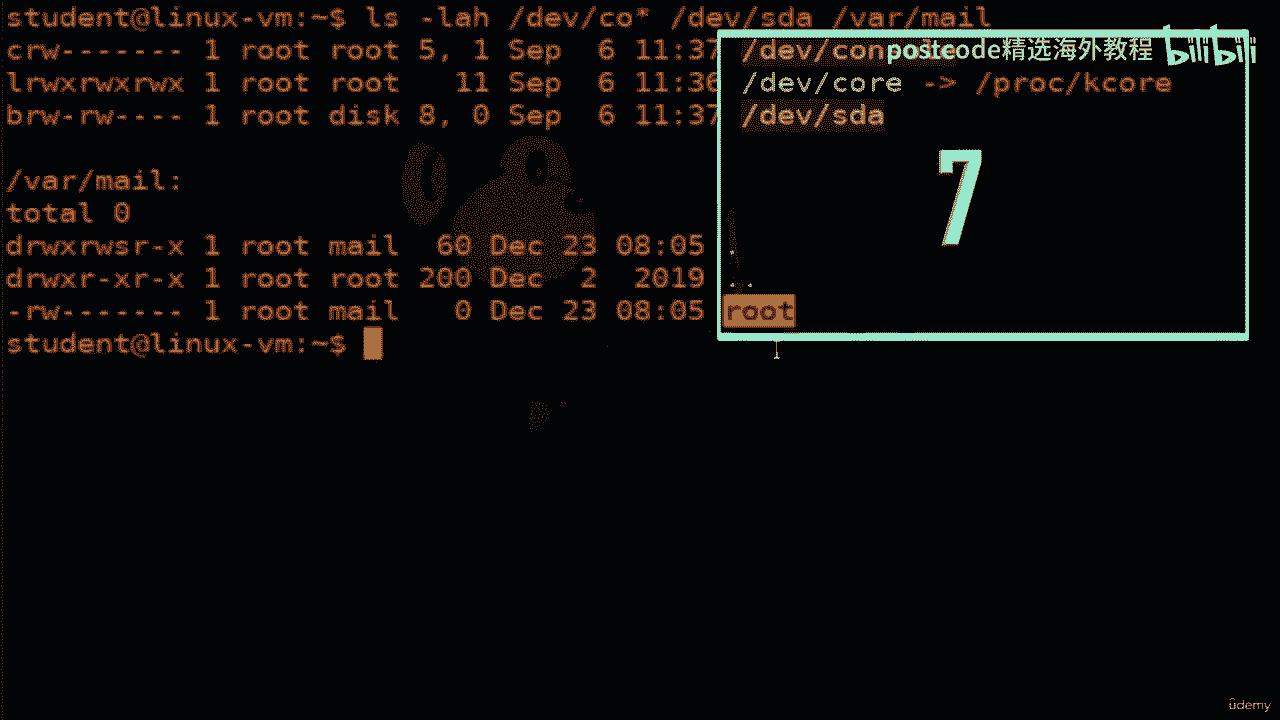 student@linux-vm:~$ ls -lah /dev/co* /dev/sda /var/mail
crw------- 1 root root 5, 1 Sep  6 11:37
postcode精选海外教程 bilibili
lrwxrwxrwx 1 root root   11 Sep  6 11:36 /dev/core -> /proc/kcore
brw-rw---- 1 root disk 8, 0 Sep  6 11:37 /dev/sda
7
/var/mail:
total 0
drwxrwsr-x 1 root mail  60 Dec 23 08:05 .
drwxr-xr-x 1 root root 200 Dec  2  2019 ..
-rw------- 1 root mail   0 Dec 23 08:05 root
student@linux-vm:~$
udemy